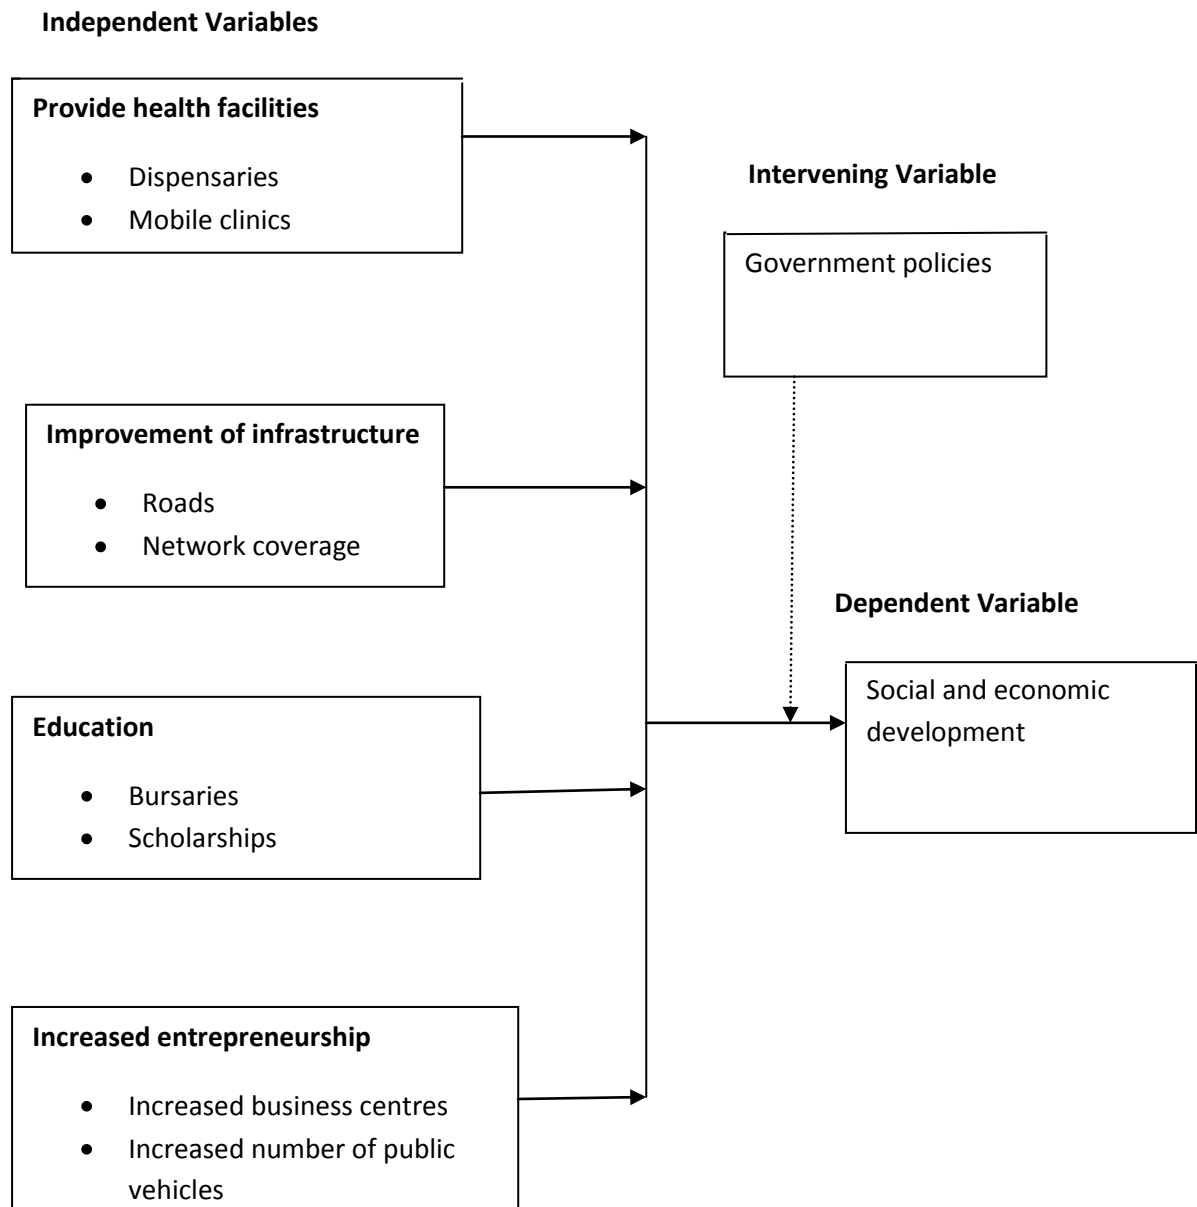 Independent Variables
Provide health facilities
• Dispensaries
• Mobile clinics
Intervening Variable
Government policies
Improvement of infrastructure
• Roads
• Network coverage
Dependent Variable
Social and economic
development
Education
• Bursaries
• Scholarships
Increased entrepreneurship
• Increased business centres
• Increased number of public
vehicles